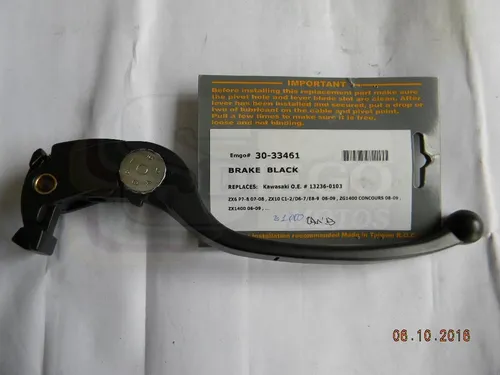 IMPORTANT
Before installing this replacement part make sure
the pivot hole and lever blade slot are clean. After
lever has been installed and secured, put a drop or
two of lubricant on the cable and pivot point.
Pull a few times to make sure it is free,
loose and not binding.
Emgo# 30-33461
BRAKE BLACK
REPLACES: Kawasaki O.E. # 13236-0103
ZX6 P7-8 07-08 , ZX10 C1-2/D6-7/E8-9 06-09 , ZG1400 CONCOURS 08-09 ,
ZX1400 06-09 , ...
Installation recommended Made in Taiwan R.O.C
06.10.2016